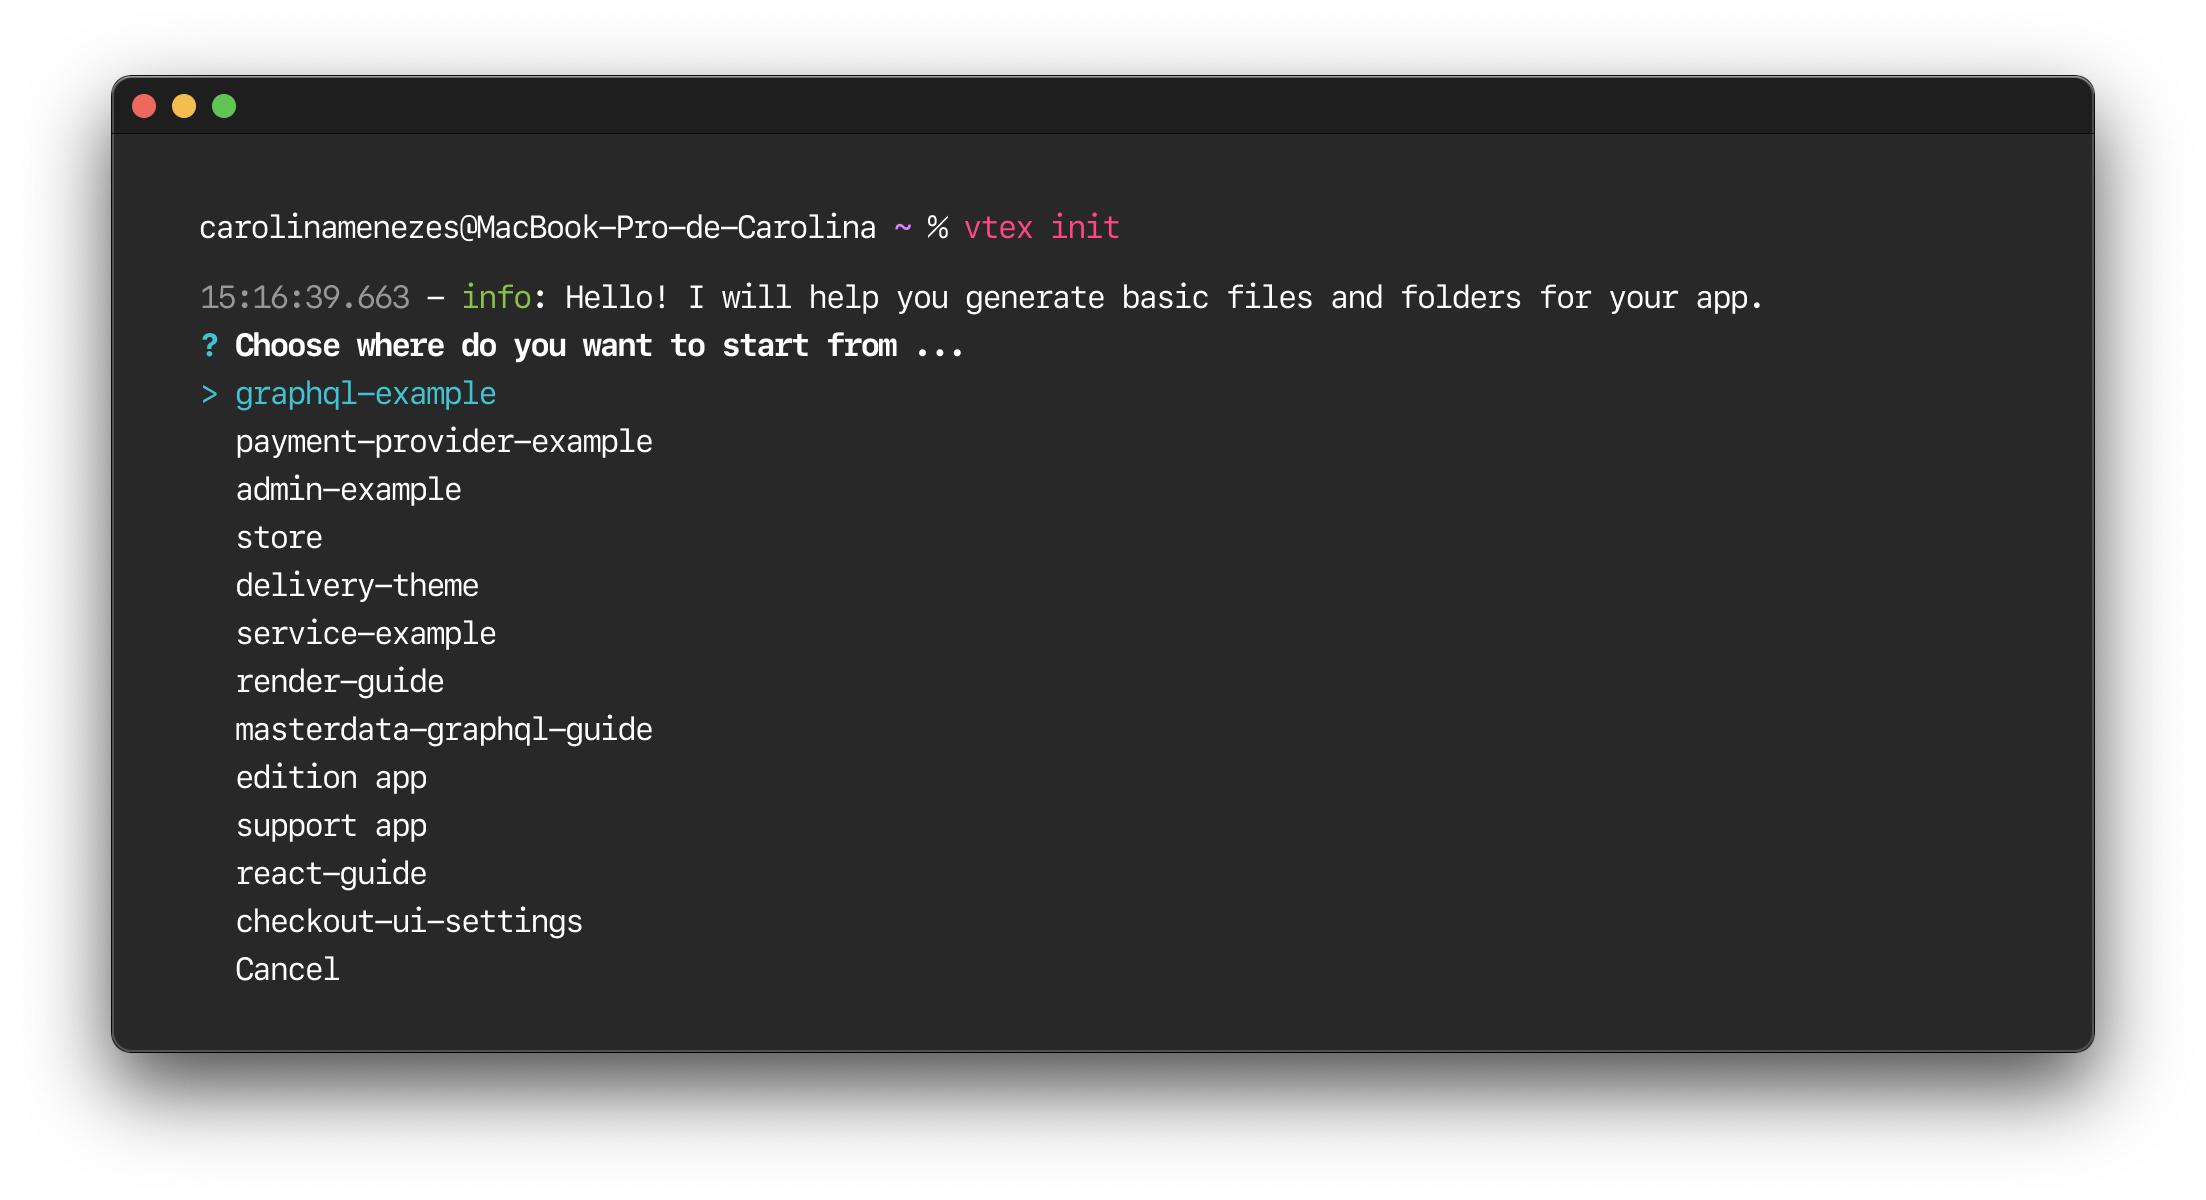 carolinamenezes@MacBook-Pro-de-Carolina ~ % vtex init
15:16:39.663 - info: Hello! I will help you generate basic files and folders for your app.
? Choose where do you want to start from ...
> graphql-example
payment-provider-example
admin-example
store
delivery-theme
service-example
render-guide
masterdata-graphql-guide
edition app
support app
react-guide
checkout-ui-settings
Cancel